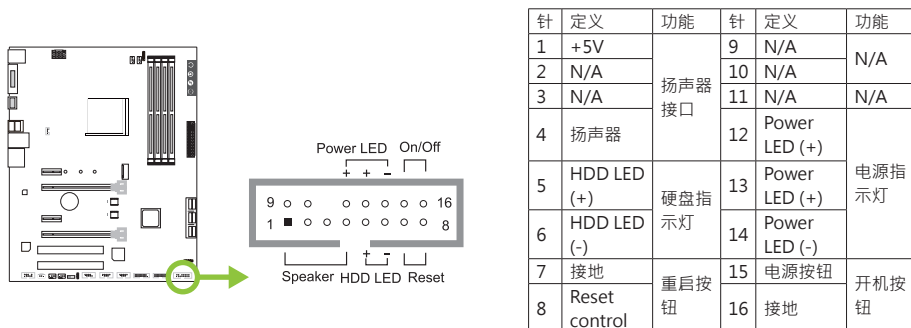 Power LED On/Off
+ + -
9 16
1 8
+ -
Speaker HDD LED Reset
针 定义 功能 针 定义 功能
1 +5V 扬声器接口 9 N/A N/A
2 N/A 10 N/A
3 N/A 11 N/A N/A
4 扬声器 12 Power LED (+) 电源指示灯
5 HDD LED (+) 硬盘指示灯 13 Power LED (+)
6 HDD LED (-) 14 Power LED (-)
7 接地 重启按钮 15 电源按钮 开机按钮
8 Reset control 16 接地